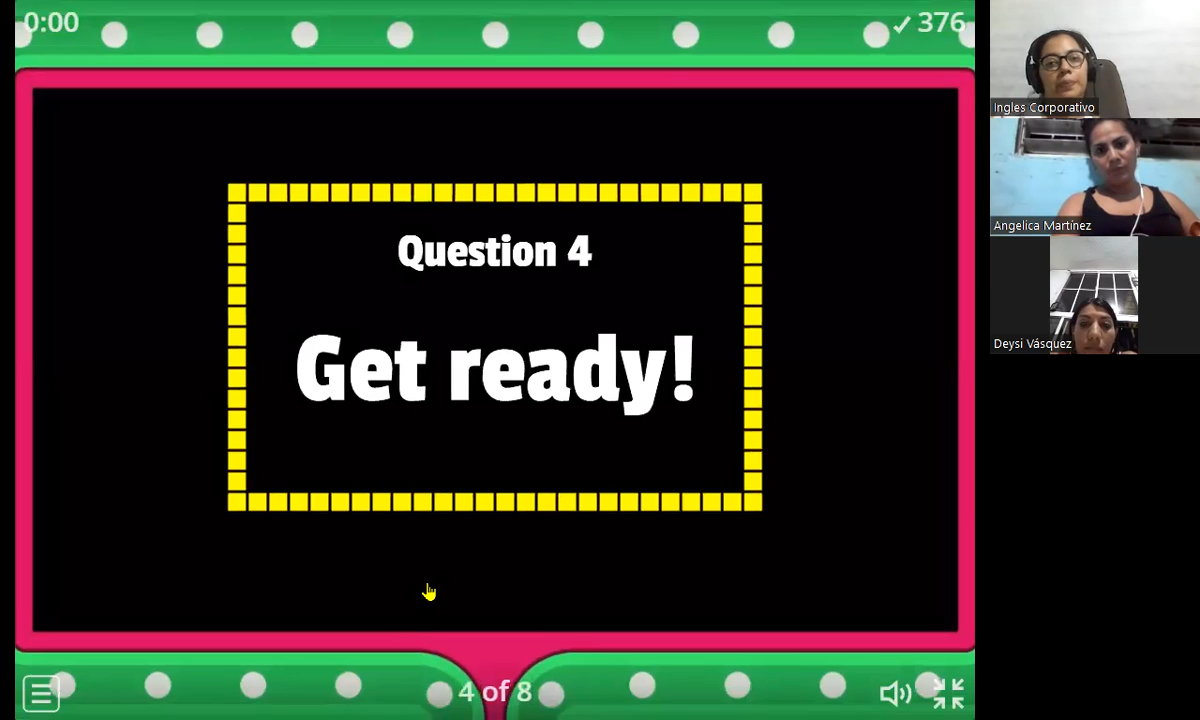 0:00
✓ 376
Question 4
Get ready!
4 of 8
Ingles Corporativo
Angelica Martínez
Deysi Vásquez